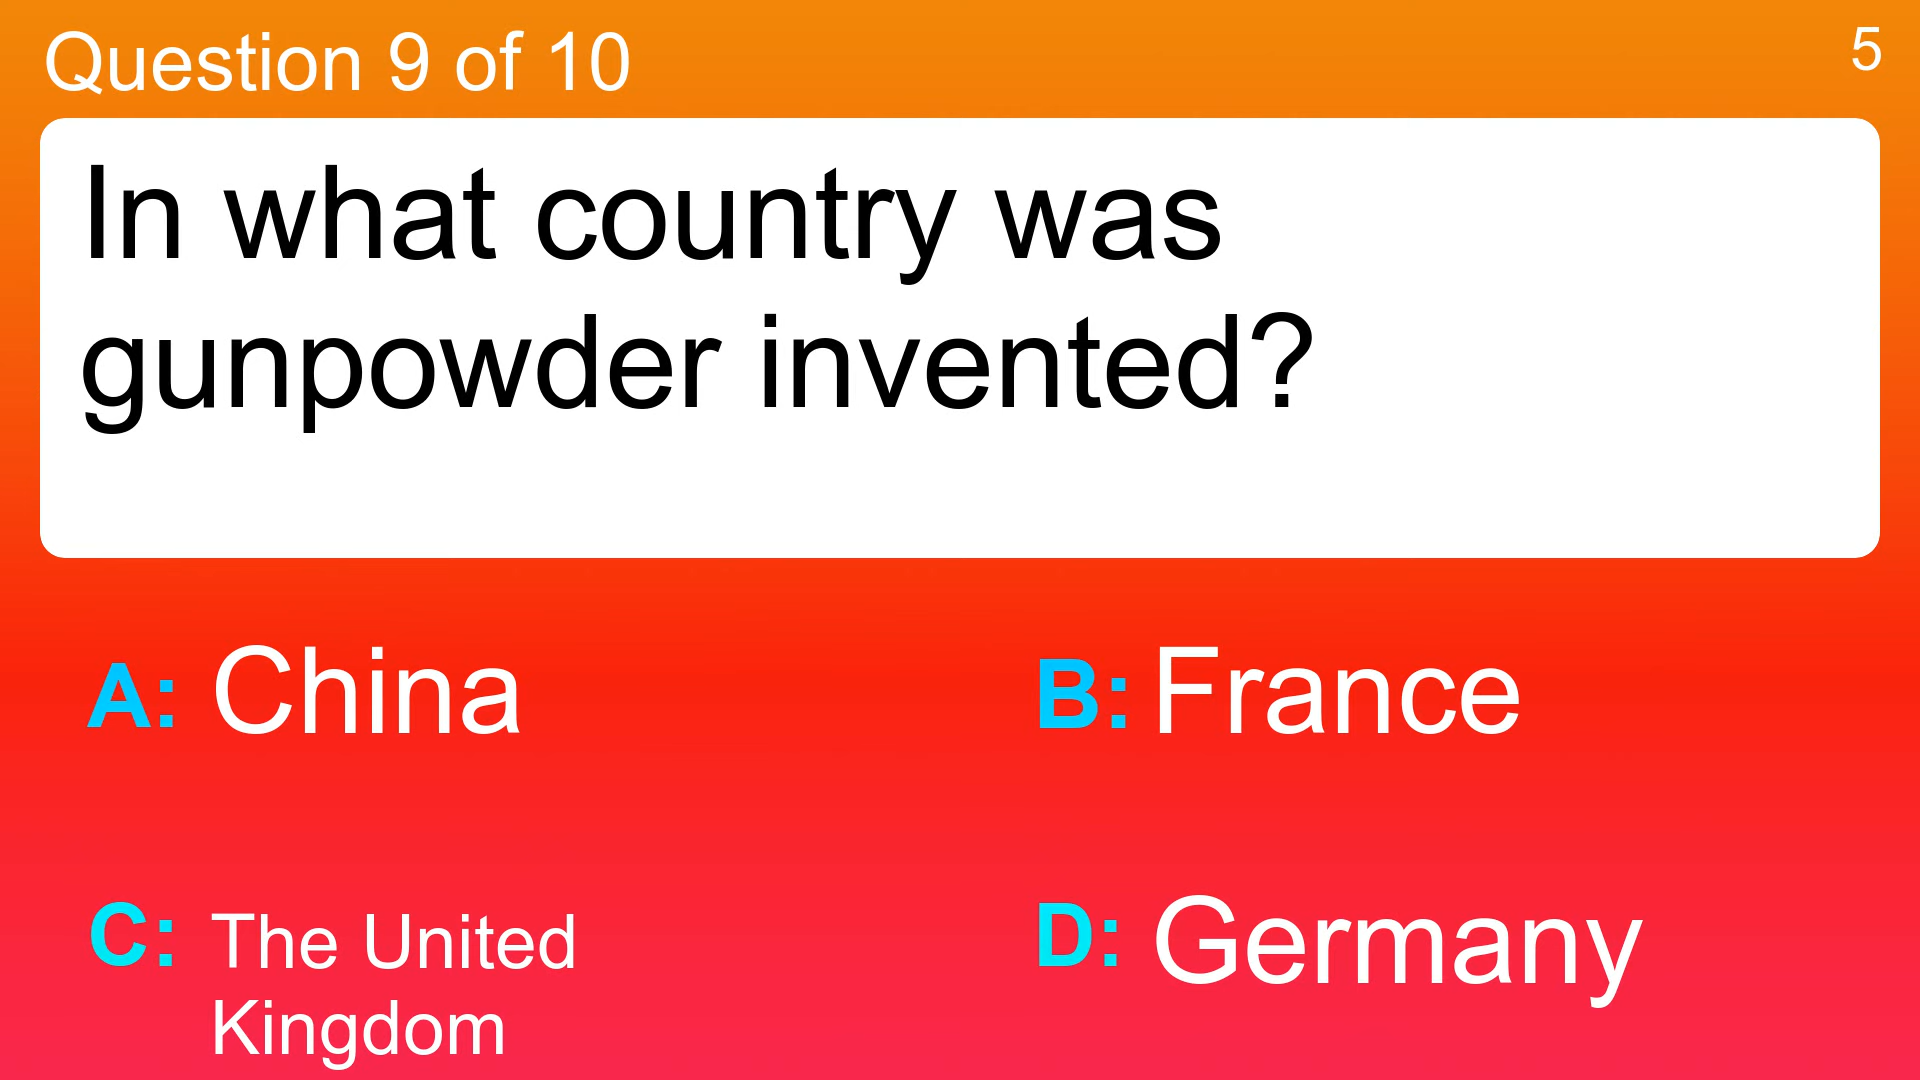 Question 9 of 10
5
In what country was
gunpowder invented?
A: China
B: France
C: The United
Kingdom
D: Germany